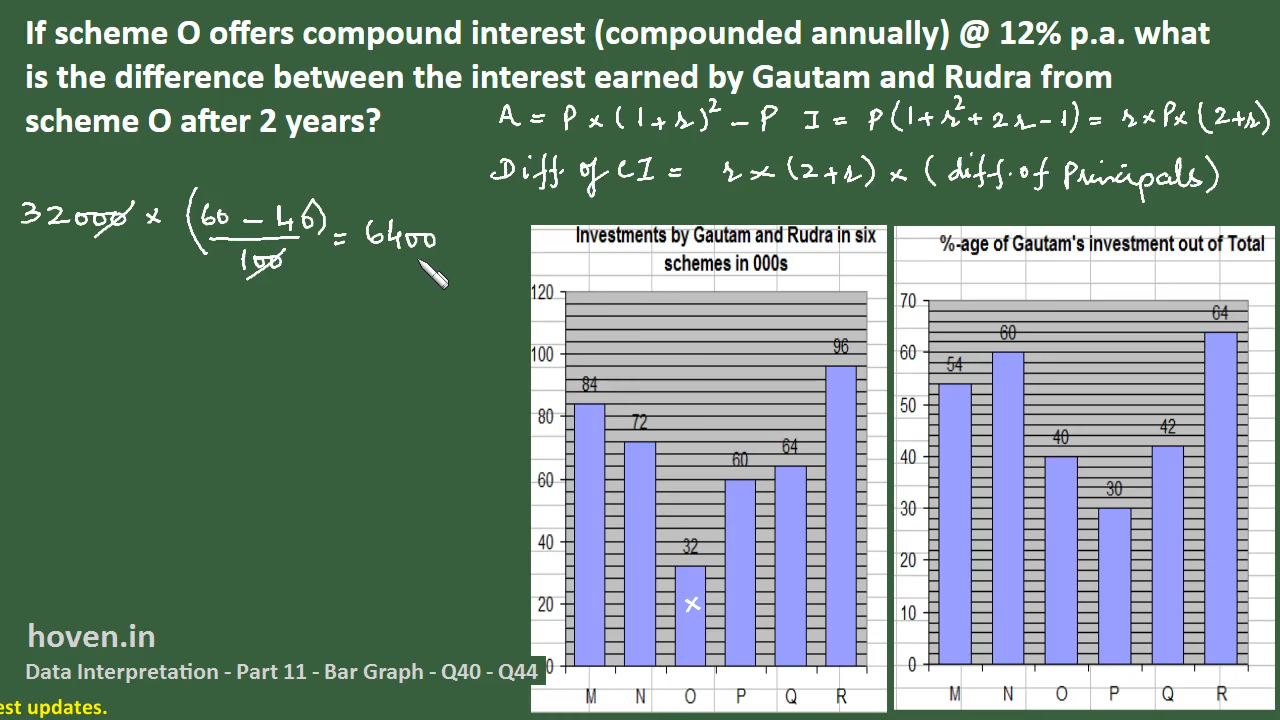 If scheme O offers compound interest (compounded annually) @ 12% p.a. what
is the difference between the interest earned by Gautam and Rudra from
scheme O after 2 years?
A = P × (1+r)² - P I = P(1+r²+2r-1) = r×P×(2+r)
Diff. of CI = r × (2+r) × (diff. of Principals)
32000 × (60 - 40) = 6400
100
Investments by Gautam and Rudra in six
schemes in 000s
120
100
80
60
40
20
0
84
72
32
60
64
96
×
M N O P Q R
%-age of Gautam's investment out of Total
70
60
50
40
30
20
10
0
54
60
40
30
42
64
M N O P Q R
hoven.in
Data Interpretation - Part 11 - Bar Graph - Q40 - Q44
est updates.